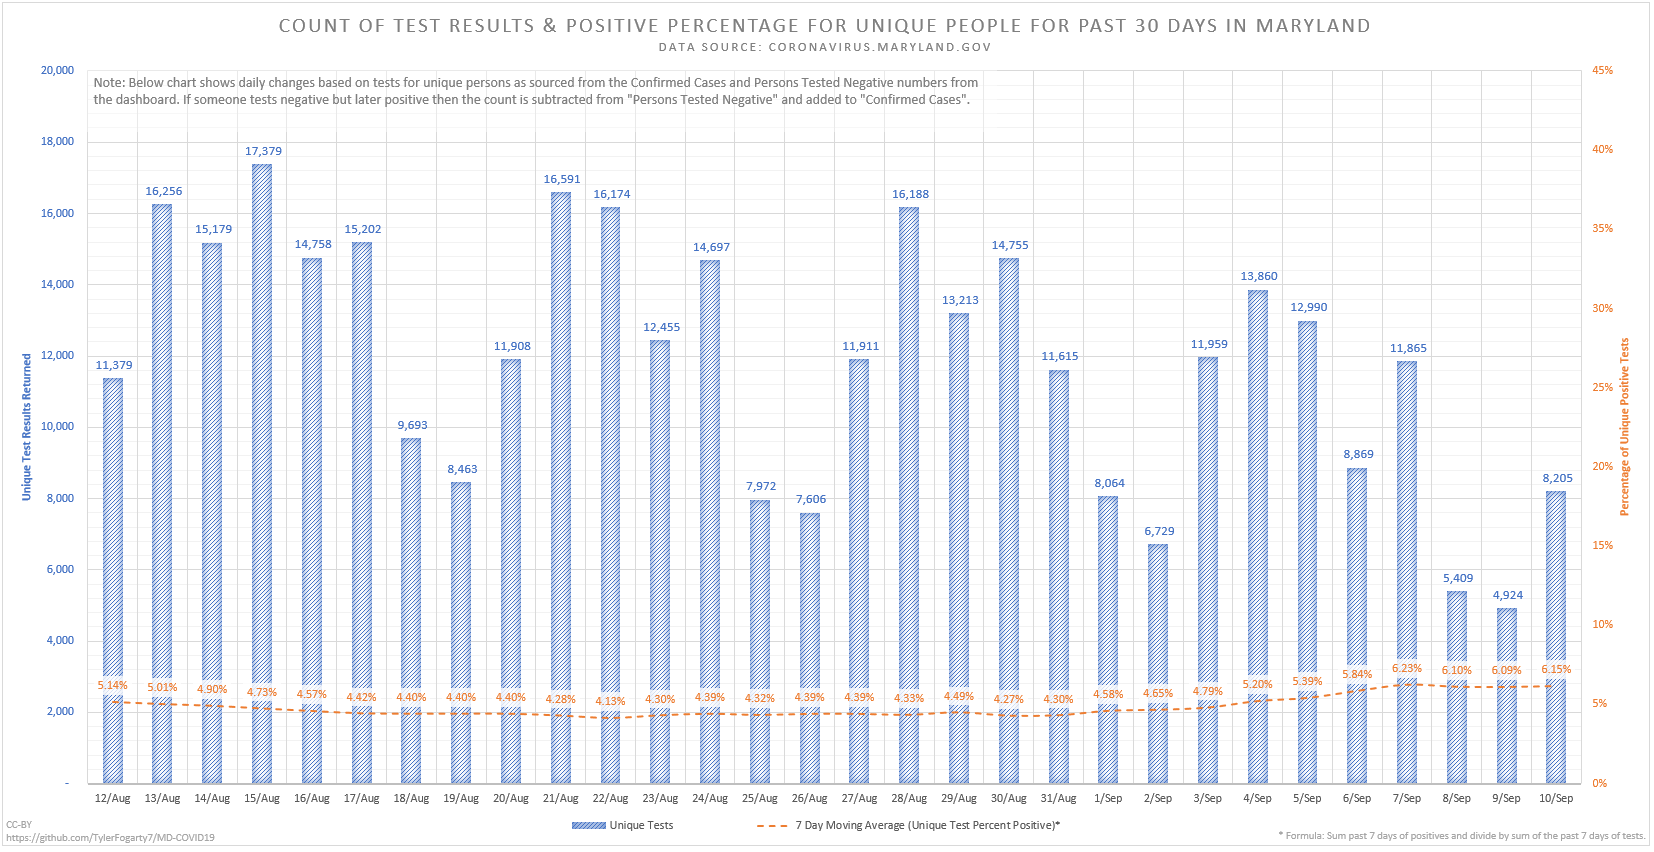 COUNT OF TEST RESULTS & POSITIVE PERCENTAGE FOR UNIQUE PEOPLE FOR PAST 30 DAYS IN MARYLAND
DATA SOURCE: CORONAVIRUS.MARYLAND.GOV
Note: Below chart shows daily changes based on tests for unique persons as sourced from the Confirmed Cases and Persons Tested Negative numbers from
the dashboard. If someone tests negative but later positive then the count is subtracted from "Persons Tested Negative" and added to "Confirmed Cases".
Unique Test Results Returned
20,000
18,000
16,000
14,000
12,000
10,000
8,000
6,000
4,000
2,000
-
11,379
16,256
15,179
17,379
14,758
15,202
9,693
8,463
11,908
16,591
16,174
12,455
14,697
7,972
7,606
11,911
16,188
13,213
14,755
11,615
8,064
6,729
11,959
13,860
12,990
8,869
11,865
5,409
4,924
8,205
5.14%
5.01%
4.90%
4.73%
4.57%
4.42%
4.40%
4.40%
4.40%
4.28%
4.13%
4.30%
4.39%
4.32%
4.39%
4.39%
4.33%
4.49%
4.27%
4.30%
4.58%
4.65%
4.79%
5.20%
5.39%
5.84%
6.23%
6.10%
6.09%
6.15%
45%
40%
35%
30%
25%
20%
15%
10%
5%
0%
Percentage of Unique Positive Tests
12/Aug
13/Aug
14/Aug
15/Aug
16/Aug
17/Aug
18/Aug
19/Aug
20/Aug
21/Aug
22/Aug
23/Aug
24/Aug
25/Aug
26/Aug
27/Aug
28/Aug
29/Aug
30/Aug
31/Aug
1/Sep
2/Sep
3/Sep
4/Sep
5/Sep
6/Sep
7/Sep
8/Sep
9/Sep
10/Sep
Unique Tests
7 Day Moving Average (Unique Test Percent Positive)*
CC-BY
https://github.com/TylerFogarty7/MD-COVID19
* Formula: Sum past 7 days of positives and divide by sum of the past 7 days of tests.